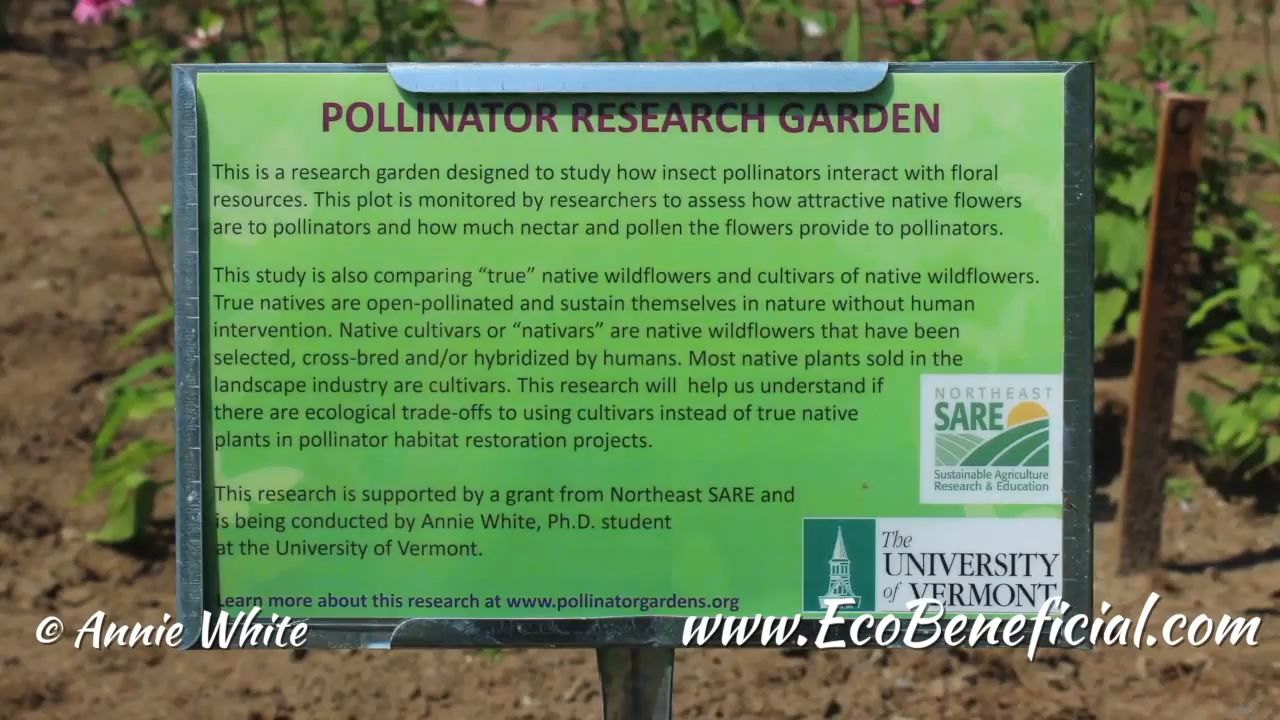 POLLINATOR RESEARCH GARDEN
This is a research garden designed to study how insect pollinators interact with floral
resources. This plot is monitored by researchers to assess how attractive native flowers
are to pollinators and how much nectar and pollen the flowers provide to pollinators.
This study is also comparing “true” native wildflowers and cultivars of native wildflowers.
True natives are open-pollinated and sustain themselves in nature without human
intervention. Native cultivars or “nativars” are native wildflowers that have been
selected, cross-bred and/or hybridized by humans. Most native plants sold in the
landscape industry are cultivars. This research will help us understand if
there are ecological trade-offs to using cultivars instead of true native
plants in pollinator habitat restoration projects.
NORTHEAST
SARE
Sustainable Agriculture
Research & Education
This research is supported by a grant from Northeast SARE and
is being conducted by Annie White, Ph.D. student
at the University of Vermont.
The
UNIVERSITY
of VERMONT
Learn more about this research at www.pollinatorgardens.org
© Annie White
www.EcoBeneficial.com